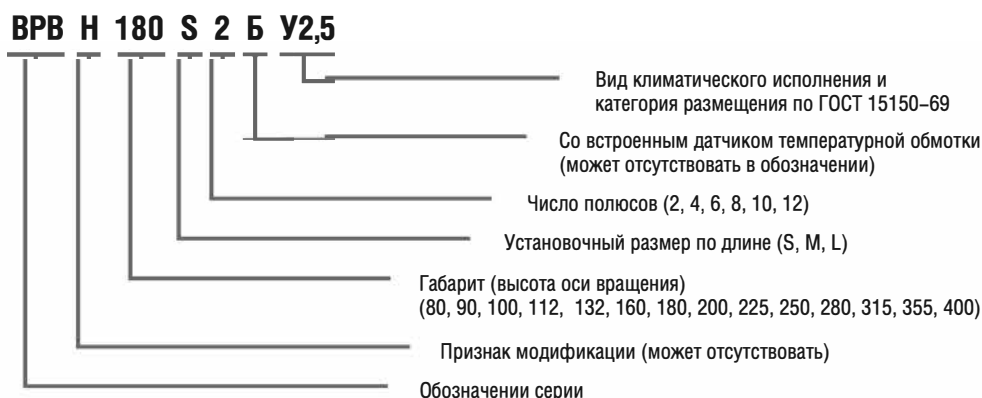 ВРВ Н 180 S 2 Б У2,5
Вид климатического исполнения и
категория размещения по ГОСТ 15150–69
Со встроенным датчиком температурной обмотки
(может отсутствовать в обозначении)
Число полюсов (2, 4, 6, 8, 10, 12)
Установочный размер по длине (S, M, L)
Габарит (высота оси вращения)
(80, 90, 100, 112, 132, 160, 180, 200, 225, 250, 280, 315, 355, 400)
Признак модификации (может отсутствовать)
Обозначении серии